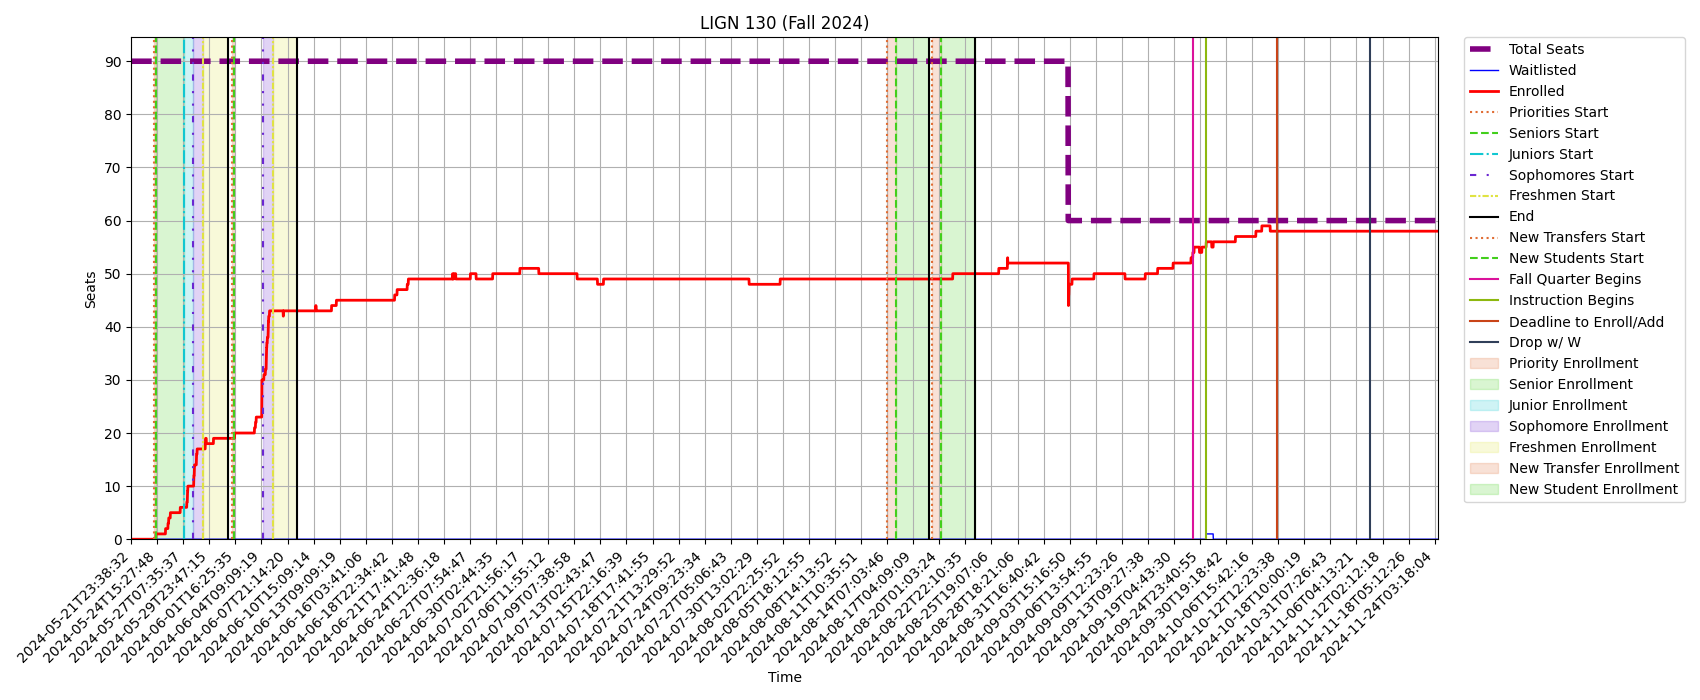 LIGN 130 (Fall 2024)
Seats
90
80
70
60
50
40
30
20
10
0
2024-05-21T23:38:32
2024-05-24T15:27:48
2024-05-27T07:35:37
2024-05-29T23:47:15
2024-06-01T16:25:35
2024-06-04T09:09:19
2024-06-07T21:14:20
2024-06-10T15:09:14
2024-06-13T09:09:19
2024-06-16T03:41:06
2024-06-18T22:34:42
2024-06-21T17:41:48
2024-06-24T12:36:18
2024-06-27T07:54:47
2024-06-30T02:44:35
2024-07-02T21:56:17
2024-07-06T11:55:12
2024-07-09T07:38:58
2024-07-13T02:43:47
2024-07-15T22:16:39
2024-07-18T17:41:55
2024-07-21T13:29:52
2024-07-24T09:23:34
2024-07-27T05:06:43
2024-07-30T13:02:29
2024-08-02T22:25:52
2024-08-05T18:12:55
2024-08-08T14:13:52
2024-08-11T10:35:51
2024-08-14T07:03:46
2024-08-17T04:09:09
2024-08-20T01:03:24
2024-08-22T22:10:35
2024-08-25T19:07:06
2024-08-28T18:21:06
2024-08-31T16:40:42
2024-09-03T15:16:50
2024-09-06T13:54:55
2024-09-09T12:23:26
2024-09-13T09:27:38
2024-09-19T04:43:30
2024-09-24T23:40:55
2024-09-30T19:18:42
2024-10-06T15:42:16
2024-10-12T12:23:38
2024-10-18T10:00:19
2024-10-31T07:26:43
2024-11-06T04:13:21
2024-11-12T02:12:18
2024-11-18T05:12:26
2024-11-24T03:18:04
Time
Total Seats
Waitlisted
Enrolled
Priorities Start
Seniors Start
Juniors Start
Sophomores Start
Freshmen Start
End
New Transfers Start
New Students Start
Fall Quarter Begins
Instruction Begins
Deadline to Enroll/Add
Drop w/ W
Priority Enrollment
Senior Enrollment
Junior Enrollment
Sophomore Enrollment
Freshmen Enrollment
New Transfer Enrollment
New Student Enrollment